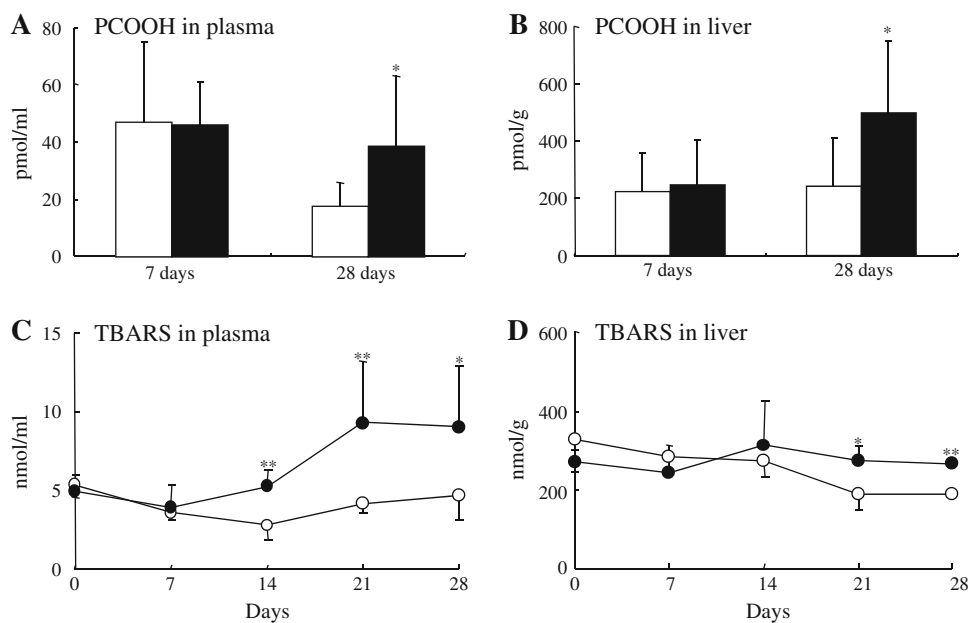 A PCOOH in plasma
80
60
40
20
0
pmol/ml
*
7 days 28 days
B PCOOH in liver
800
600
400
200
0
pmol/g
*
7 days 28 days
C TBARS in plasma
15
10
5
0
nmol/ml
** ** *
0 7 14 21 28
Days
D TBARS in liver
600
400
200
0
nmol/g
* **
0 7 14 21 28
Days